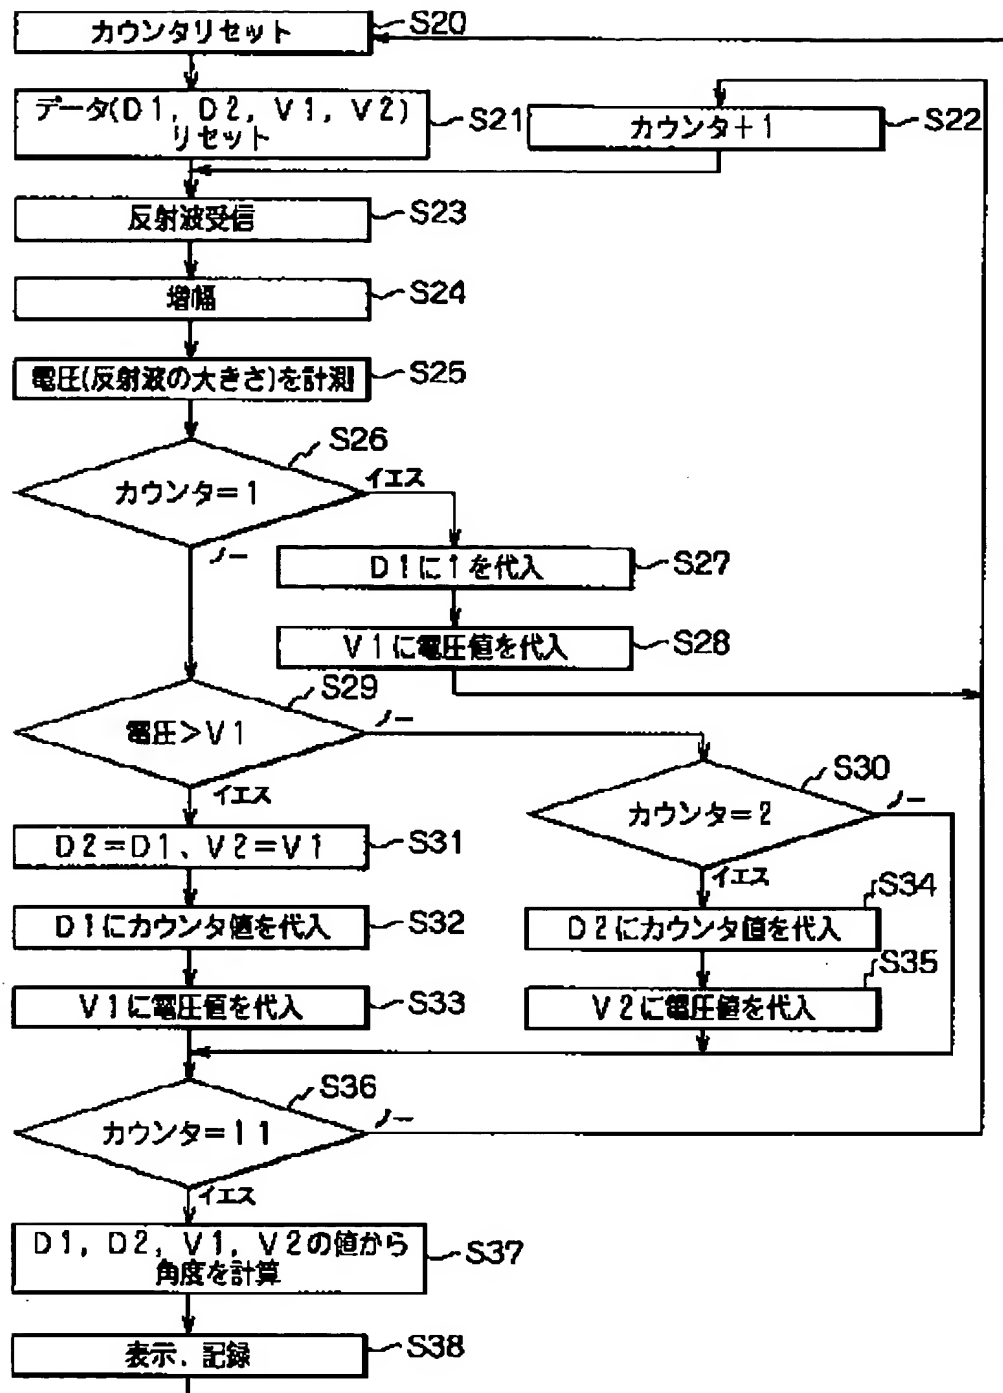 カウンタリセット
S20
データ(D1, D2, V1, V2)
リセット
S21
カウンタ+1
S22
反射波受信
S23
増幅
S24
電圧(反射波の大きさ)を計測
S25
S26
カウンタ=1
イエス
ノー
D1に1を代入
S27
V1に電圧値を代入
S28
S29
電圧>V1
ノー
イエス
S30
カウンタ=2
ノー
イエス
D2=D1、V2=V1
S31
D1にカウンタ値を代入
S32
V1に電圧値を代入
S33
S34
D2にカウンタ値を代入
S35
V2に電圧値を代入
S36
カウンタ=11
ノー
イエス
D1, D2, V1, V2の値から
角度を計算
S37
表示、記録
S38